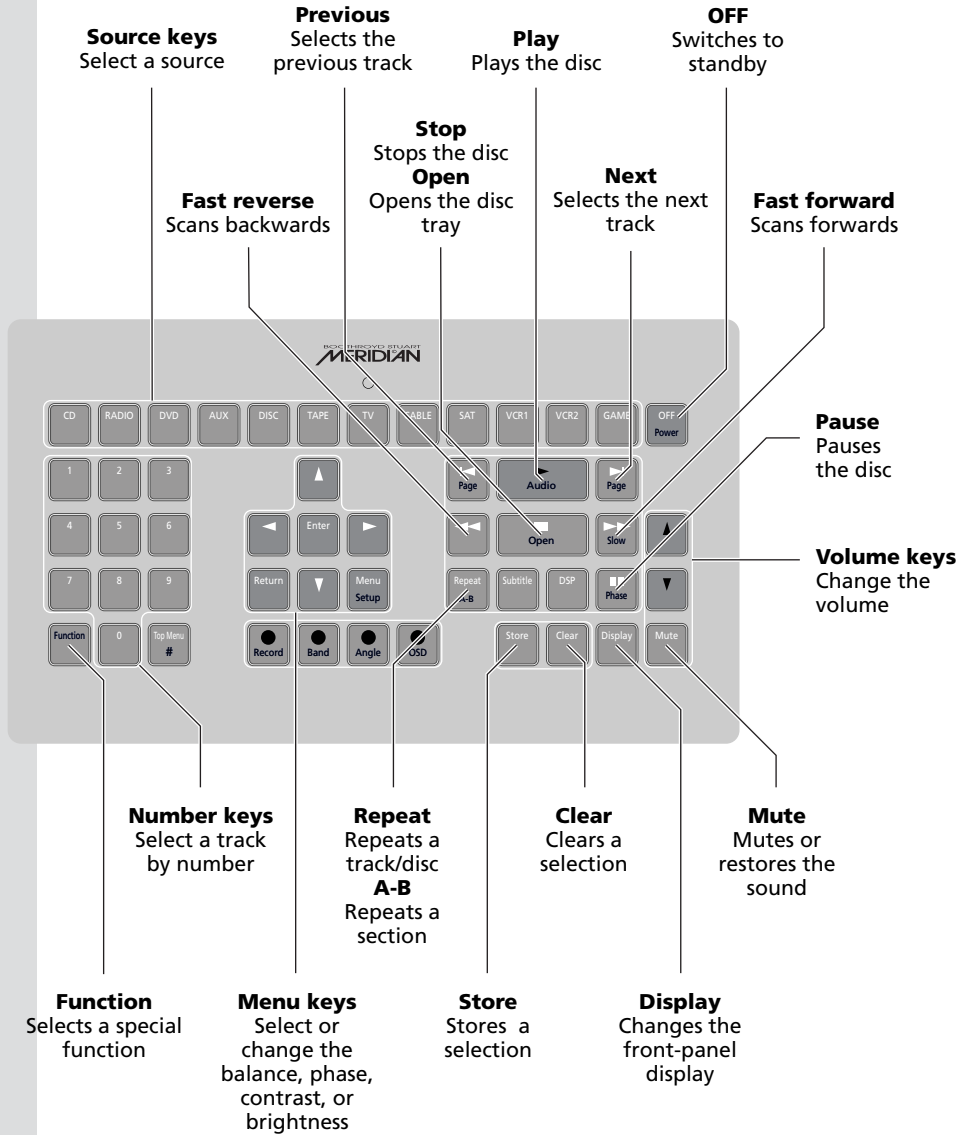 Previous
Selects the
previous track
OFF
Switches to
standby
Source keys
Select a source
Play
Plays the disc
Stop
Stops the disc
Open
Opens the disc
tray
Next
Selects the next
track
Fast reverse
Scans backwards
Fast forward
Scans forwards
BOOTHROYD STUART
MERIDIAN
CD RADIO DVD AUX DISC TAPE TV CABLE SAT VCR1 VCR2 GAME OFF
Power
Pause
Pauses
the disc
1 2 3
Page Audio Page
4 5 6 Enter
Open Slow
Volume keys
Change the
volume
7 8 9 Return Menu Repeat Subtitle DSP
Setup A-B Phase
Function 0 Top Menu Store Clear Display Mute
# Record Band Angle OSD
Number keys
Select a track
by number
Repeat
Repeats a
track/disc
A-B
Repeats a
section
Clear
Clears a
selection
Mute
Mutes or
restores the
sound
Function
Selects a special
function
Menu keys
Select or
change the
balance, phase,
contrast, or
brightness
Store
Stores a
selection
Display
Changes the
front-panel
display